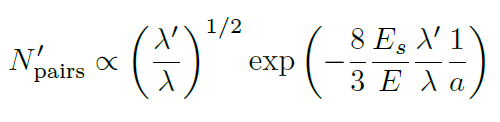 N'_{\text{pairs}} \propto \left( \frac{\lambda'}{\lambda} \right)^{1/2} \exp \left( -\frac{8}{3} \frac{E_s}{E} \frac{\lambda'}{\lambda} \frac{1}{a} \right)